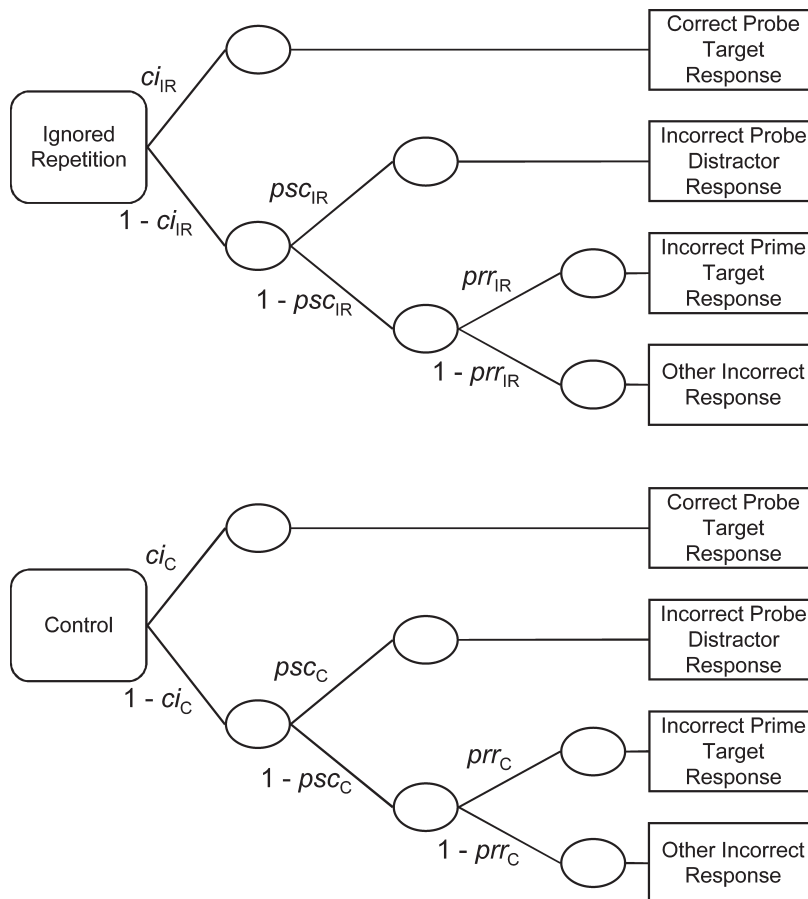 Correct Probe
Target
Response
ci_IR
Ignored
Repetition
Incorrect Probe
Distractor
Response
psc_IR
1 - ci_IR
Incorrect Prime
Target
Response
prr_IR
1 - psc_IR
1 - prr_IR
Other Incorrect
Response
Correct Probe
Target
Response
ci_C
Control
Incorrect Probe
Distractor
Response
psc_C
1 - ci_C
Incorrect Prime
Target
Response
prr_C
1 - psc_C
1 - prr_C
Other Incorrect
Response